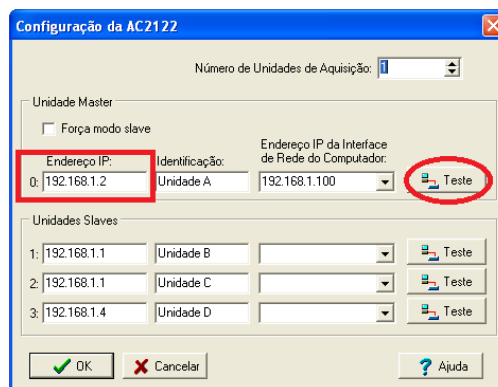 Configuração da AC2122
Número de Unidades de Aquisição: 1
Unidade Master
Força modo slave
Endereço IP: Identificação: Endereço IP da Interface de Rede do Computador:
0: 192.168.1.2 Unidade A 192.168.1.100 Teste
Unidades Slaves
1: 192.168.1.1 Unidade B Teste
2: 192.168.1.1 Unidade C Teste
3: 192.168.1.4 Unidade D Teste
OK Cancelar ? Ajuda